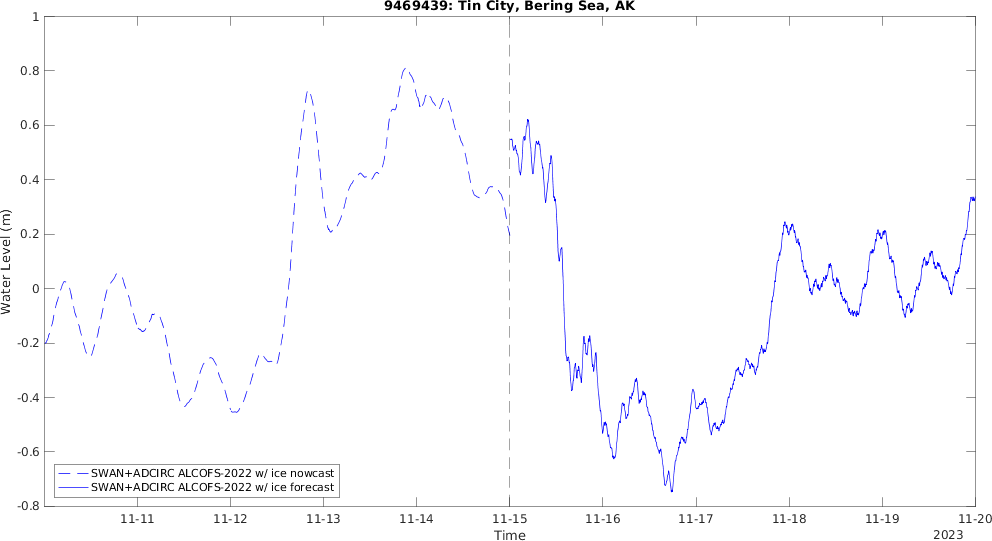 9469439: Tin City, Bering Sea, AK
1
0.8
0.6
0.4
0.2
0
-0.2
-0.4
-0.6
-0.8
Water Level (m)
SWAN+ADCIRC ALCOFS-2022 w/ ice nowcast
SWAN+ADCIRC ALCOFS-2022 w/ ice forecast
11-11 11-12 11-13 11-14 11-15 11-16 11-17 11-18 11-19 11-20
Time
2023